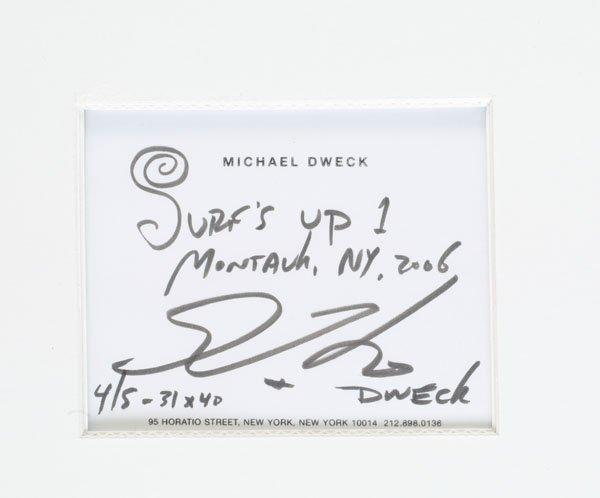 MICHAEL DWECK
SURF'S UP 1
MONTAUK, NY, 2006
4/5 - 31 x 40
DWECK
95 HORATIO STREET, NEW YORK, NEW YORK 10014 212.898.0136